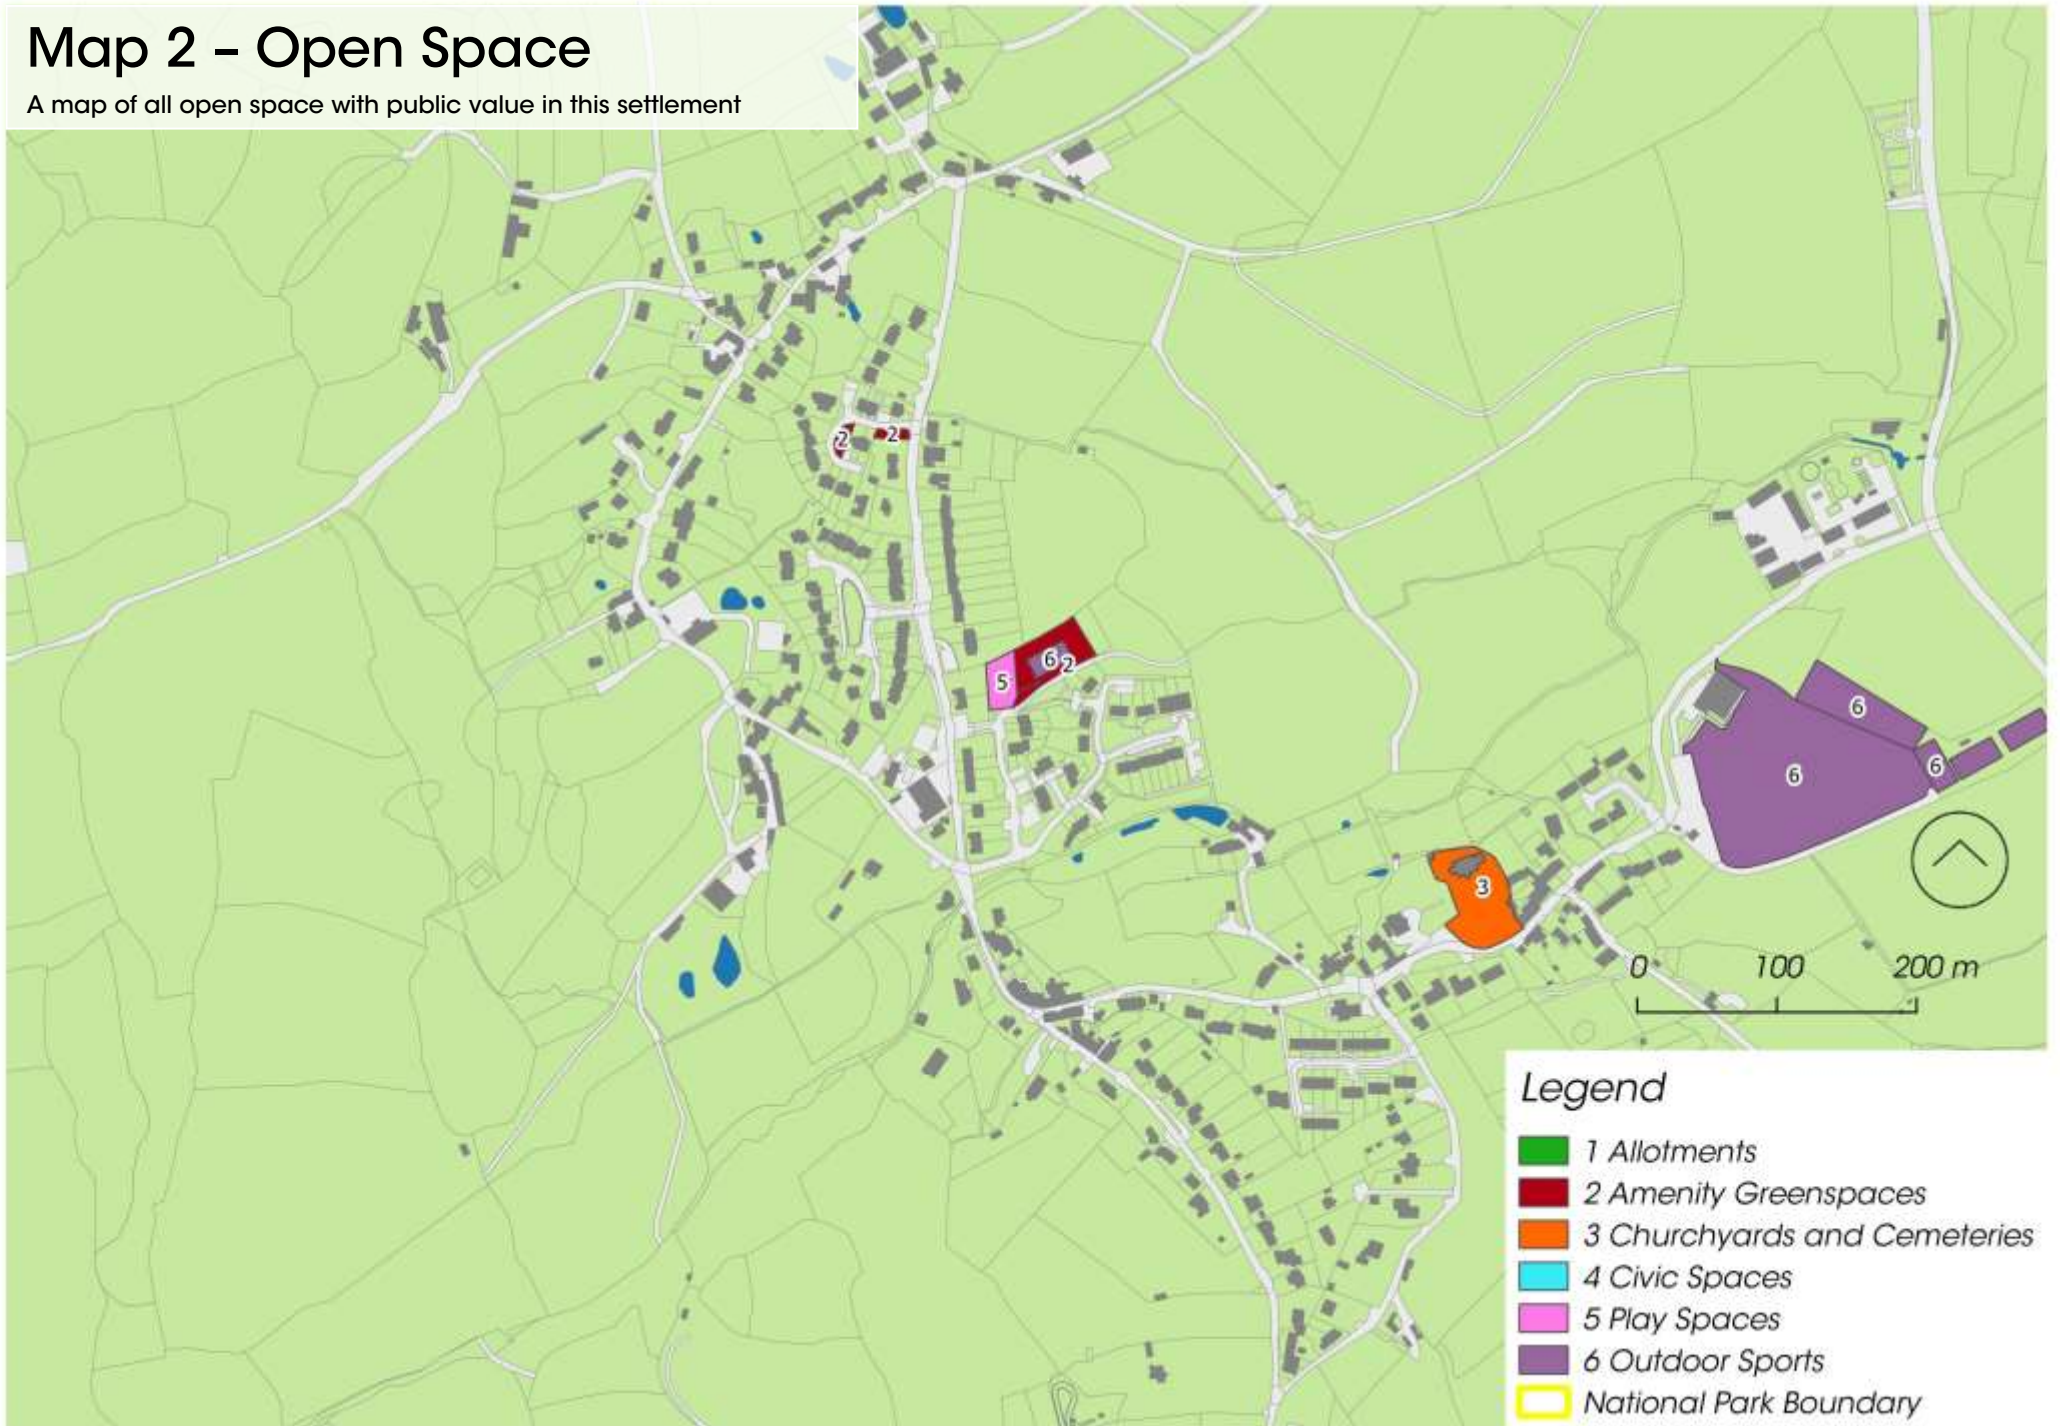 Map 2 – Open Space
A map of all open space with public value in this settlement
2
2
6
2
5
6
6
6
3
0 100 200 m
Legend
1 Allotments
2 Amenity Greenspaces
3 Churchyards and Cemeteries
4 Civic Spaces
5 Play Spaces
6 Outdoor Sports
National Park Boundary